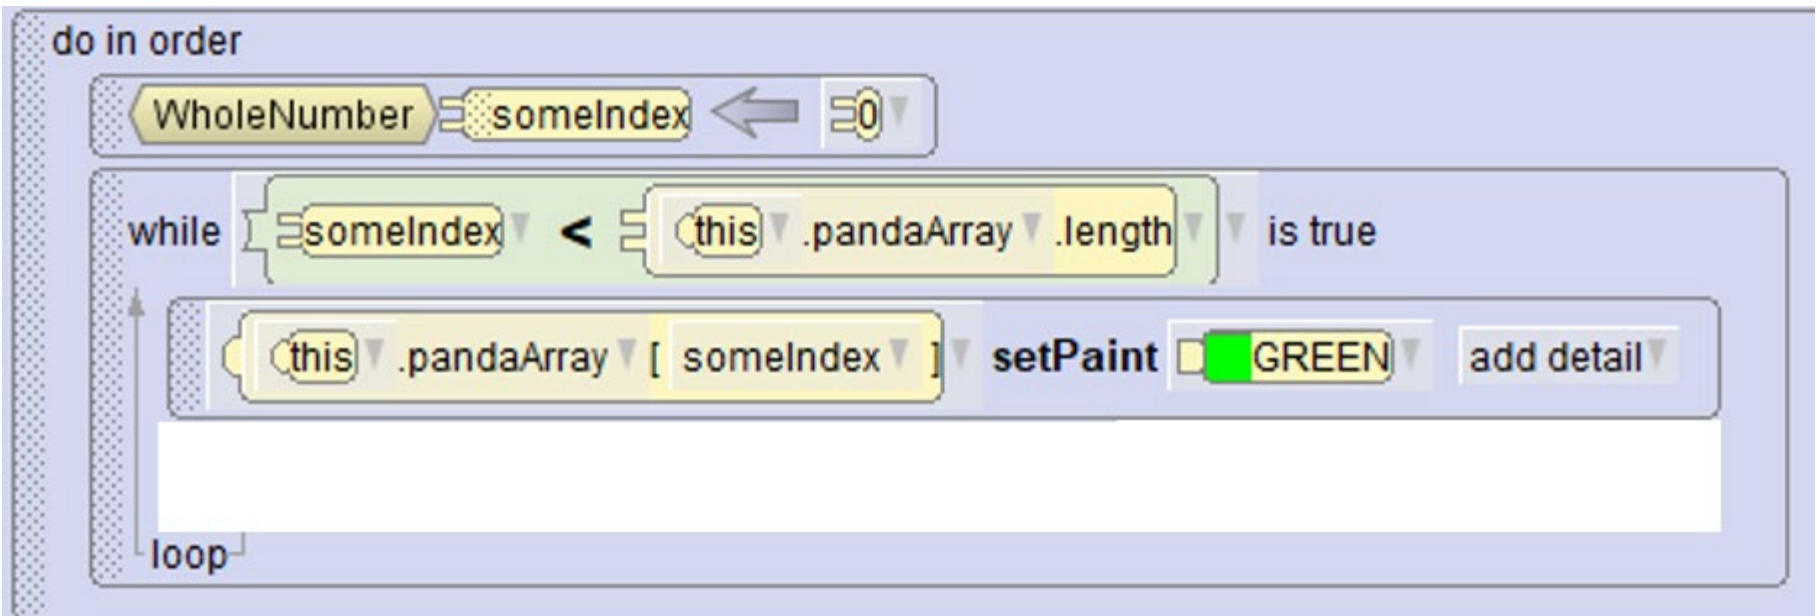 do in order
WholeNumber someIndex 0
while someIndex < this .pandaArray .length is true
this .pandaArray [ someIndex ] setPaint GREEN add detail
loop